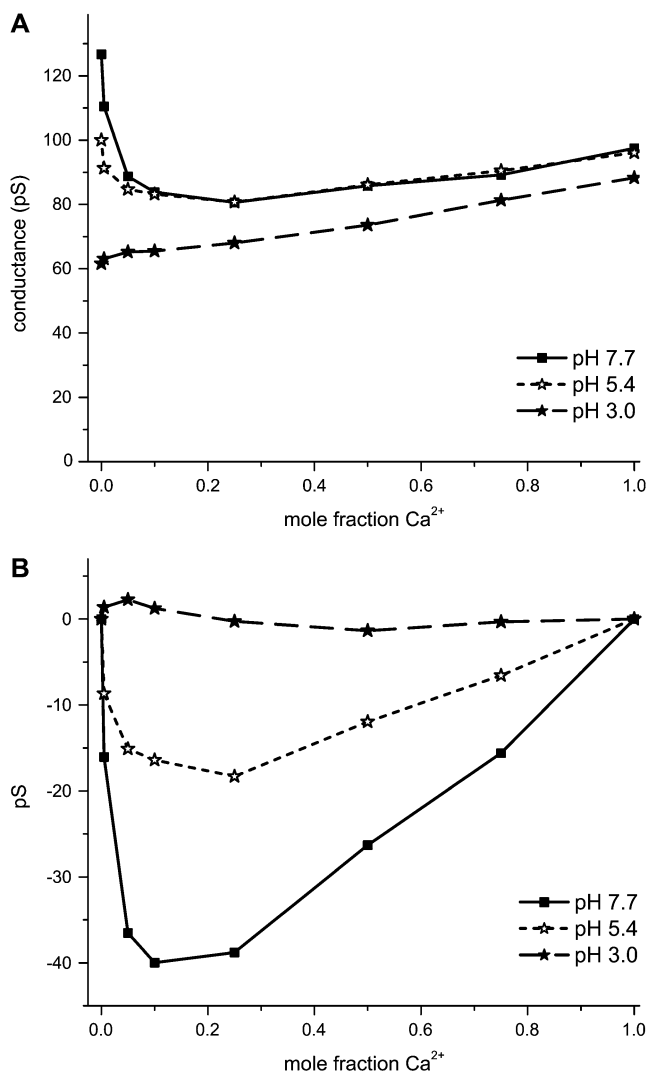 A
conductance (pS)
120
100
80
60
40
20
0
pH 7.7
pH 5.4
pH 3.0
0.0 0.2 0.4 0.6 0.8 1.0
mole fraction Ca²⁺
B
pS
0
-10
-20
-30
-40
pH 7.7
pH 5.4
pH 3.0
0.0 0.2 0.4 0.6 0.8 1.0
mole fraction Ca²⁺